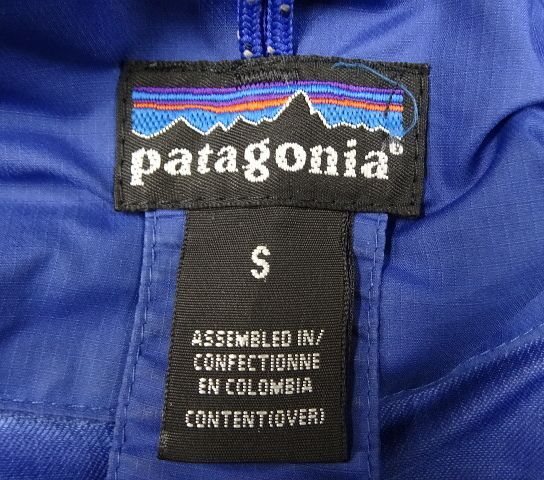 patagonia®
S
ASSEMBLED IN/
CONFECTIONNE
EN COLOMBIA
CONTENT(OVER)